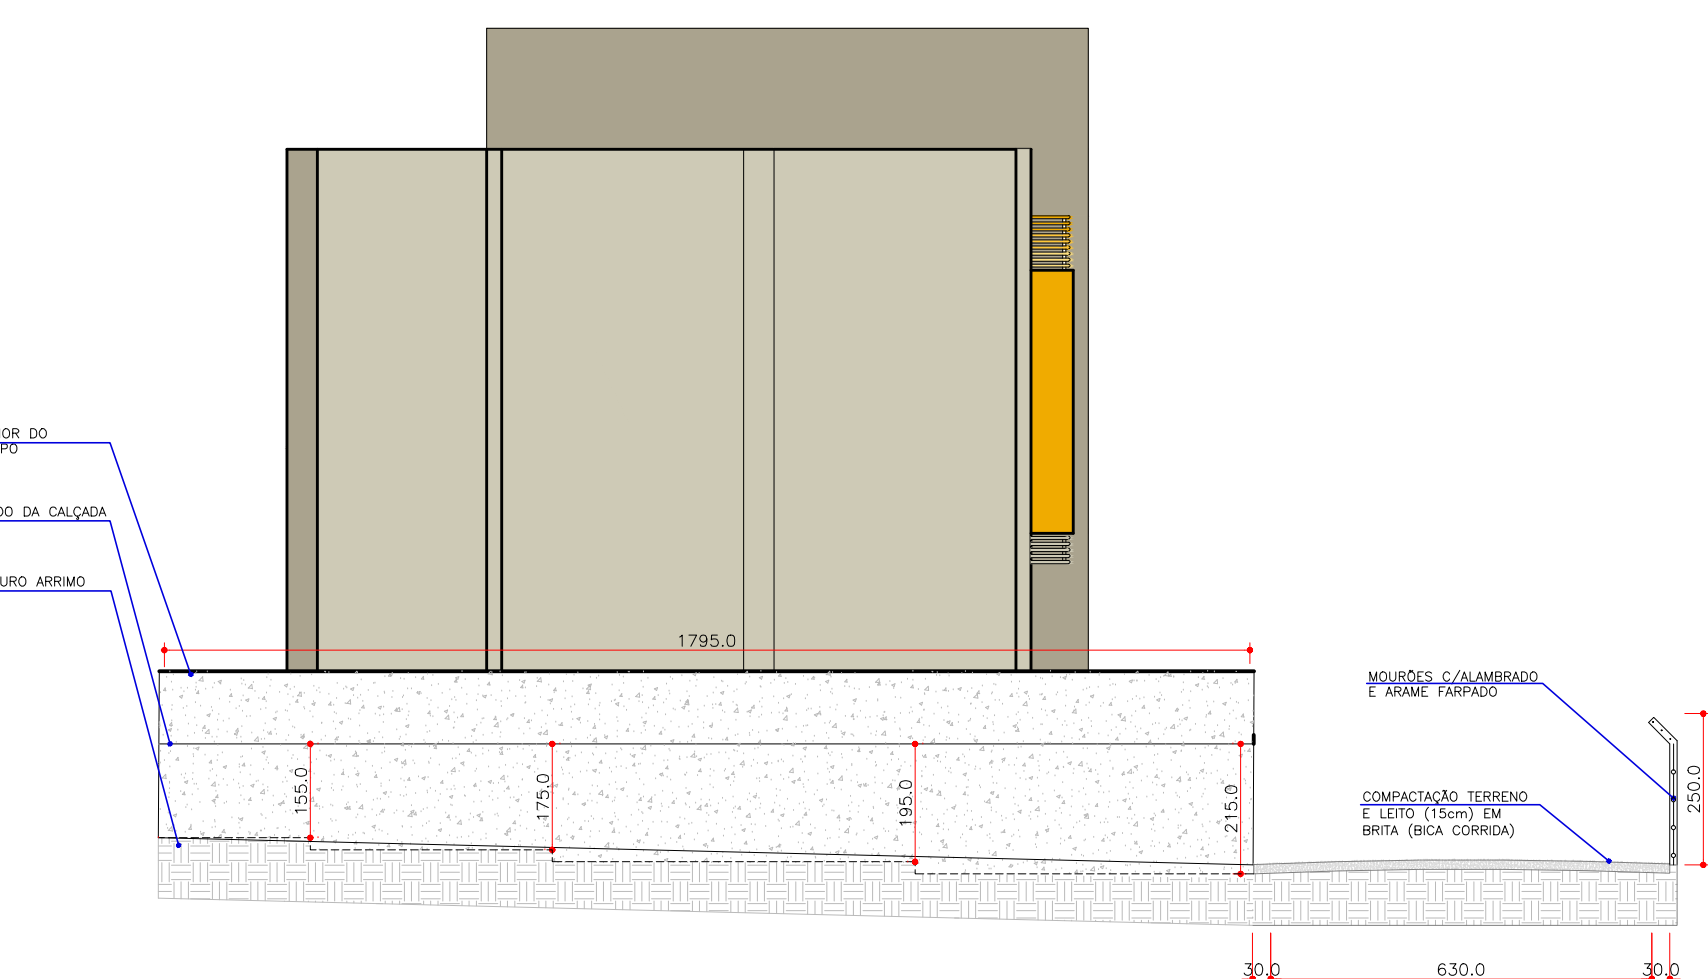 OR DO
PO
DO DA CALÇADA
URO ARRIMO
1795.0
155.0
175.0
195.0
215.0
MOURÕES C/ALAMBRADO
E ARAME FARPADO
COMPACTAÇÃO TERRENO
E LEITO (15cm) EM
BRITA (BICA CORRIDA)
250.0
30.0
630.0
30.0